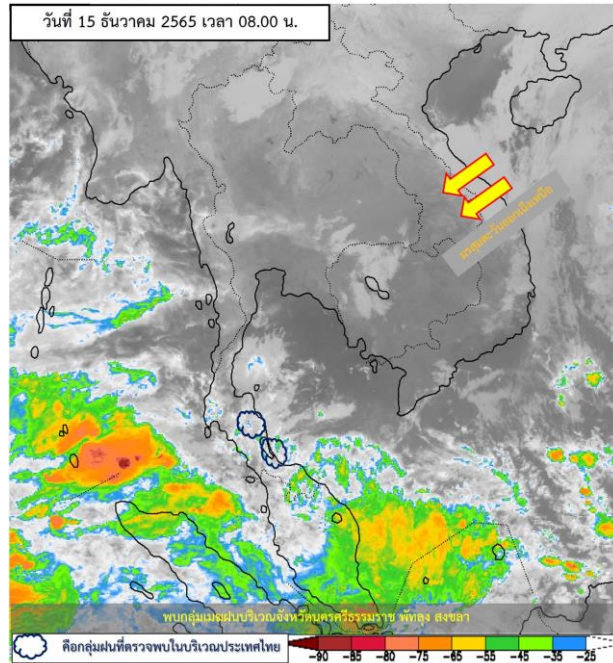 วันที่ 15 ธันวาคม 2565 เวลา 08.00 น.
มรสุมตะวันออกเฉียงเหนือ
พบกลุ่มเมฆฝนบริเวณจังหวัดนครศรีธรรมราช พัทลุง สงขลา
คือกลุ่มฝนที่ตรวจพบในบริเวณประเทศไทย
-90 -85 -80 -75 -65 -55 -45 -35 -25